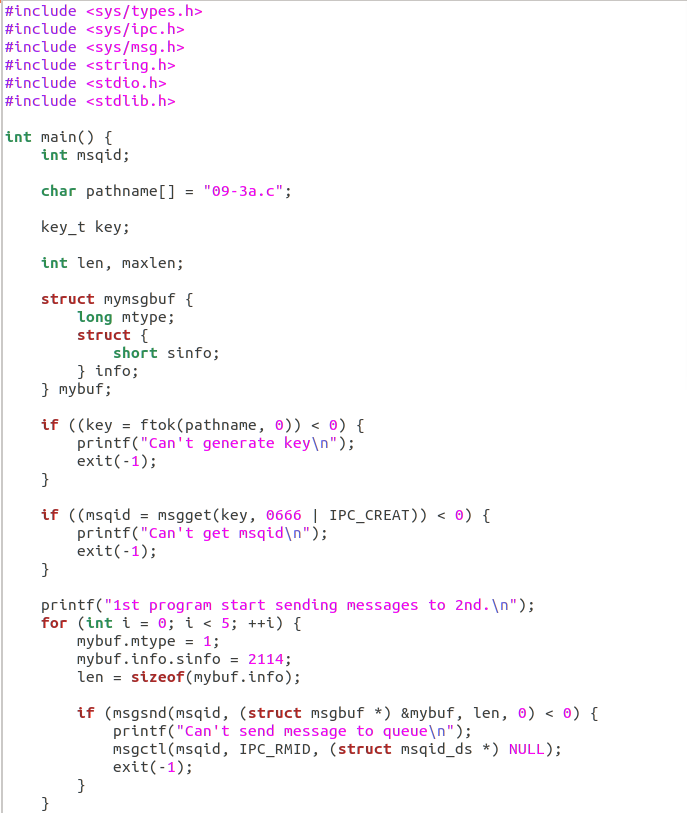 #include <sys/types.h>
#include <sys/ipc.h>
#include <sys/msg.h>
#include <string.h>
#include <stdio.h>
#include <stdlib.h>

int main() {
    int msqid;

    char pathname[] = "09-3a.c";

    key_t key;

    int len, maxlen;

    struct mymsgbuf {
        long mtype;
        struct {
            short sinfo;
        } info;
    } mybuf;

    if ((key = ftok(pathname, 0)) < 0) {
        printf("Can't generate key\n");
        exit(-1);
    }

    if ((msqid = msgget(key, 0666 | IPC_CREAT)) < 0) {
        printf("Can't get msqid\n");
        exit(-1);
    }

    printf("1st program start sending messages to 2nd.\n");
    for (int i = 0; i < 5; ++i) {
        mybuf.mtype = 1;
        mybuf.info.sinfo = 2114;
        len = sizeof(mybuf.info);

        if (msgsnd(msqid, (struct msgbuf *) &mybuf, len, 0) < 0) {
            printf("Can't send message to queue\n");
            msgctl(msqid, IPC_RMID, (struct msqid_ds *) NULL);
            exit(-1);
        }
    }